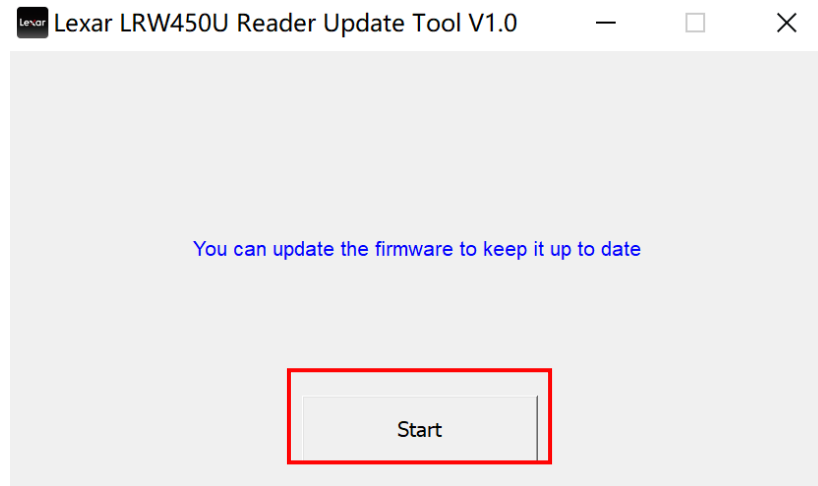 Lexar Lexar LRW450U Reader Update Tool V1.0
You can update the firmware to keep it up to date
Start